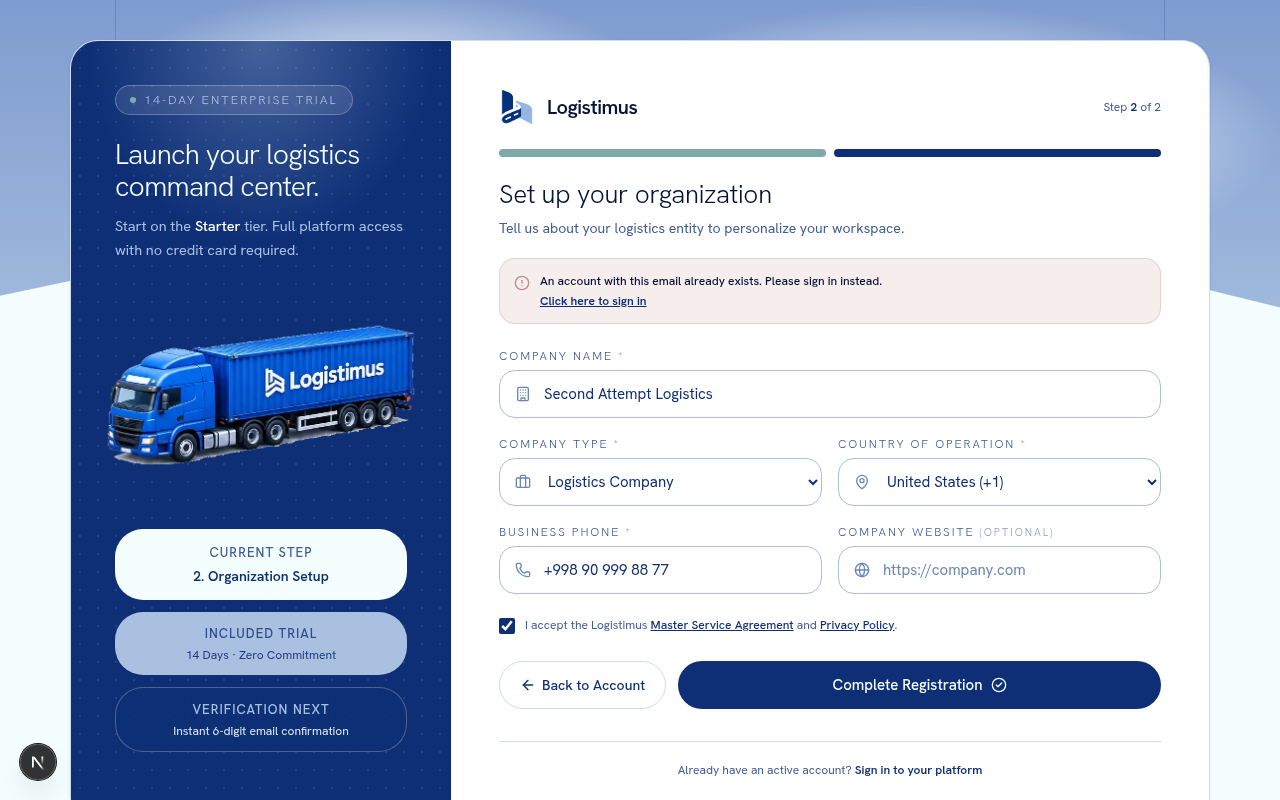 14-DAY ENTERPRISE TRIAL
Launch your logistics
command center.
Start on the Starter tier. Full platform access
with no credit card required.
Logistimus
CURRENT STEP
2. Organization Setup
INCLUDED TRIAL
14 Days · Zero Commitment
VERIFICATION NEXT
Instant 6-digit email confirmation
N
Logistimus
Step 2 of 2
Set up your organization
Tell us about your logistics entity to personalize your workspace.
An account with this email already exists. Please sign in instead.
Click here to sign in
COMPANY NAME *
Second Attempt Logistics
COMPANY TYPE *
Logistics Company
COUNTRY OF OPERATION *
United States (+1)
BUSINESS PHONE *
+998 90 999 88 77
COMPANY WEBSITE (OPTIONAL)
https://company.com
I accept the Logistimus Master Service Agreement and Privacy Policy.
Back to Account
Complete Registration
Already have an active account? Sign in to your platform